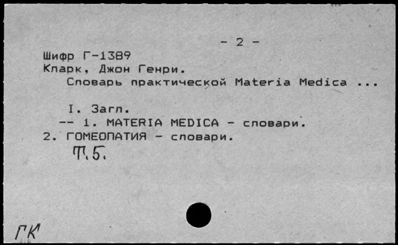 - 2 -
Шифр Г-1389
Кларк, Джон Генри.
Словарь практической Materia Medica ...
I. Загл.
-- 1. MATERIA MEDICA - словари.
2. ГОМЕОПАТИЯ - словари.
Т.5.
ГК